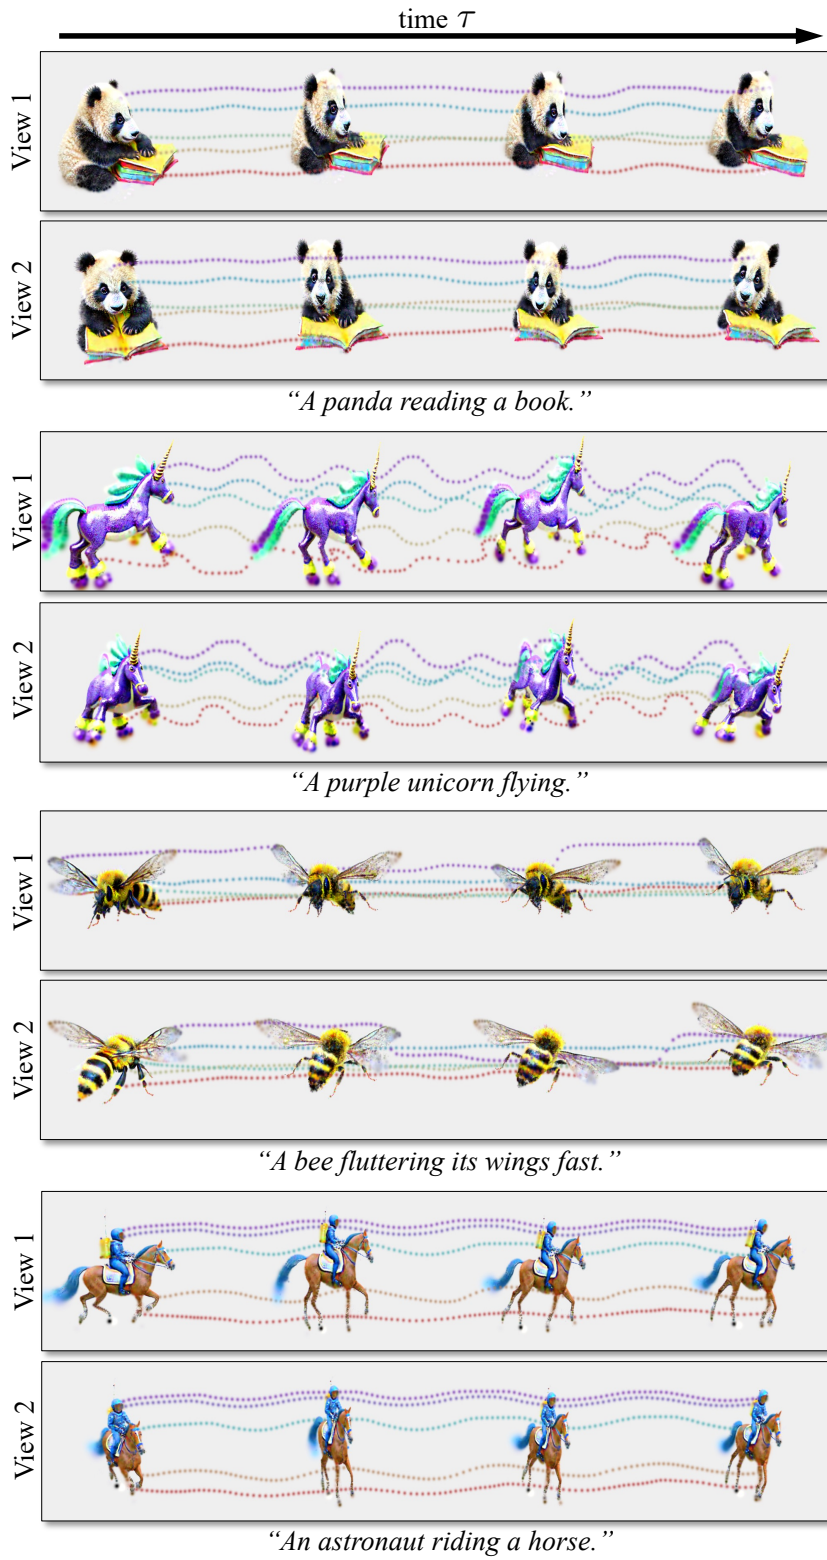 time τ
View 1
View 2
“A panda reading a book.”
View 1
View 2
“A purple unicorn flying.”
View 1
View 2
“A bee fluttering its wings fast.”
View 1
View 2
“An astronaut riding a horse.”